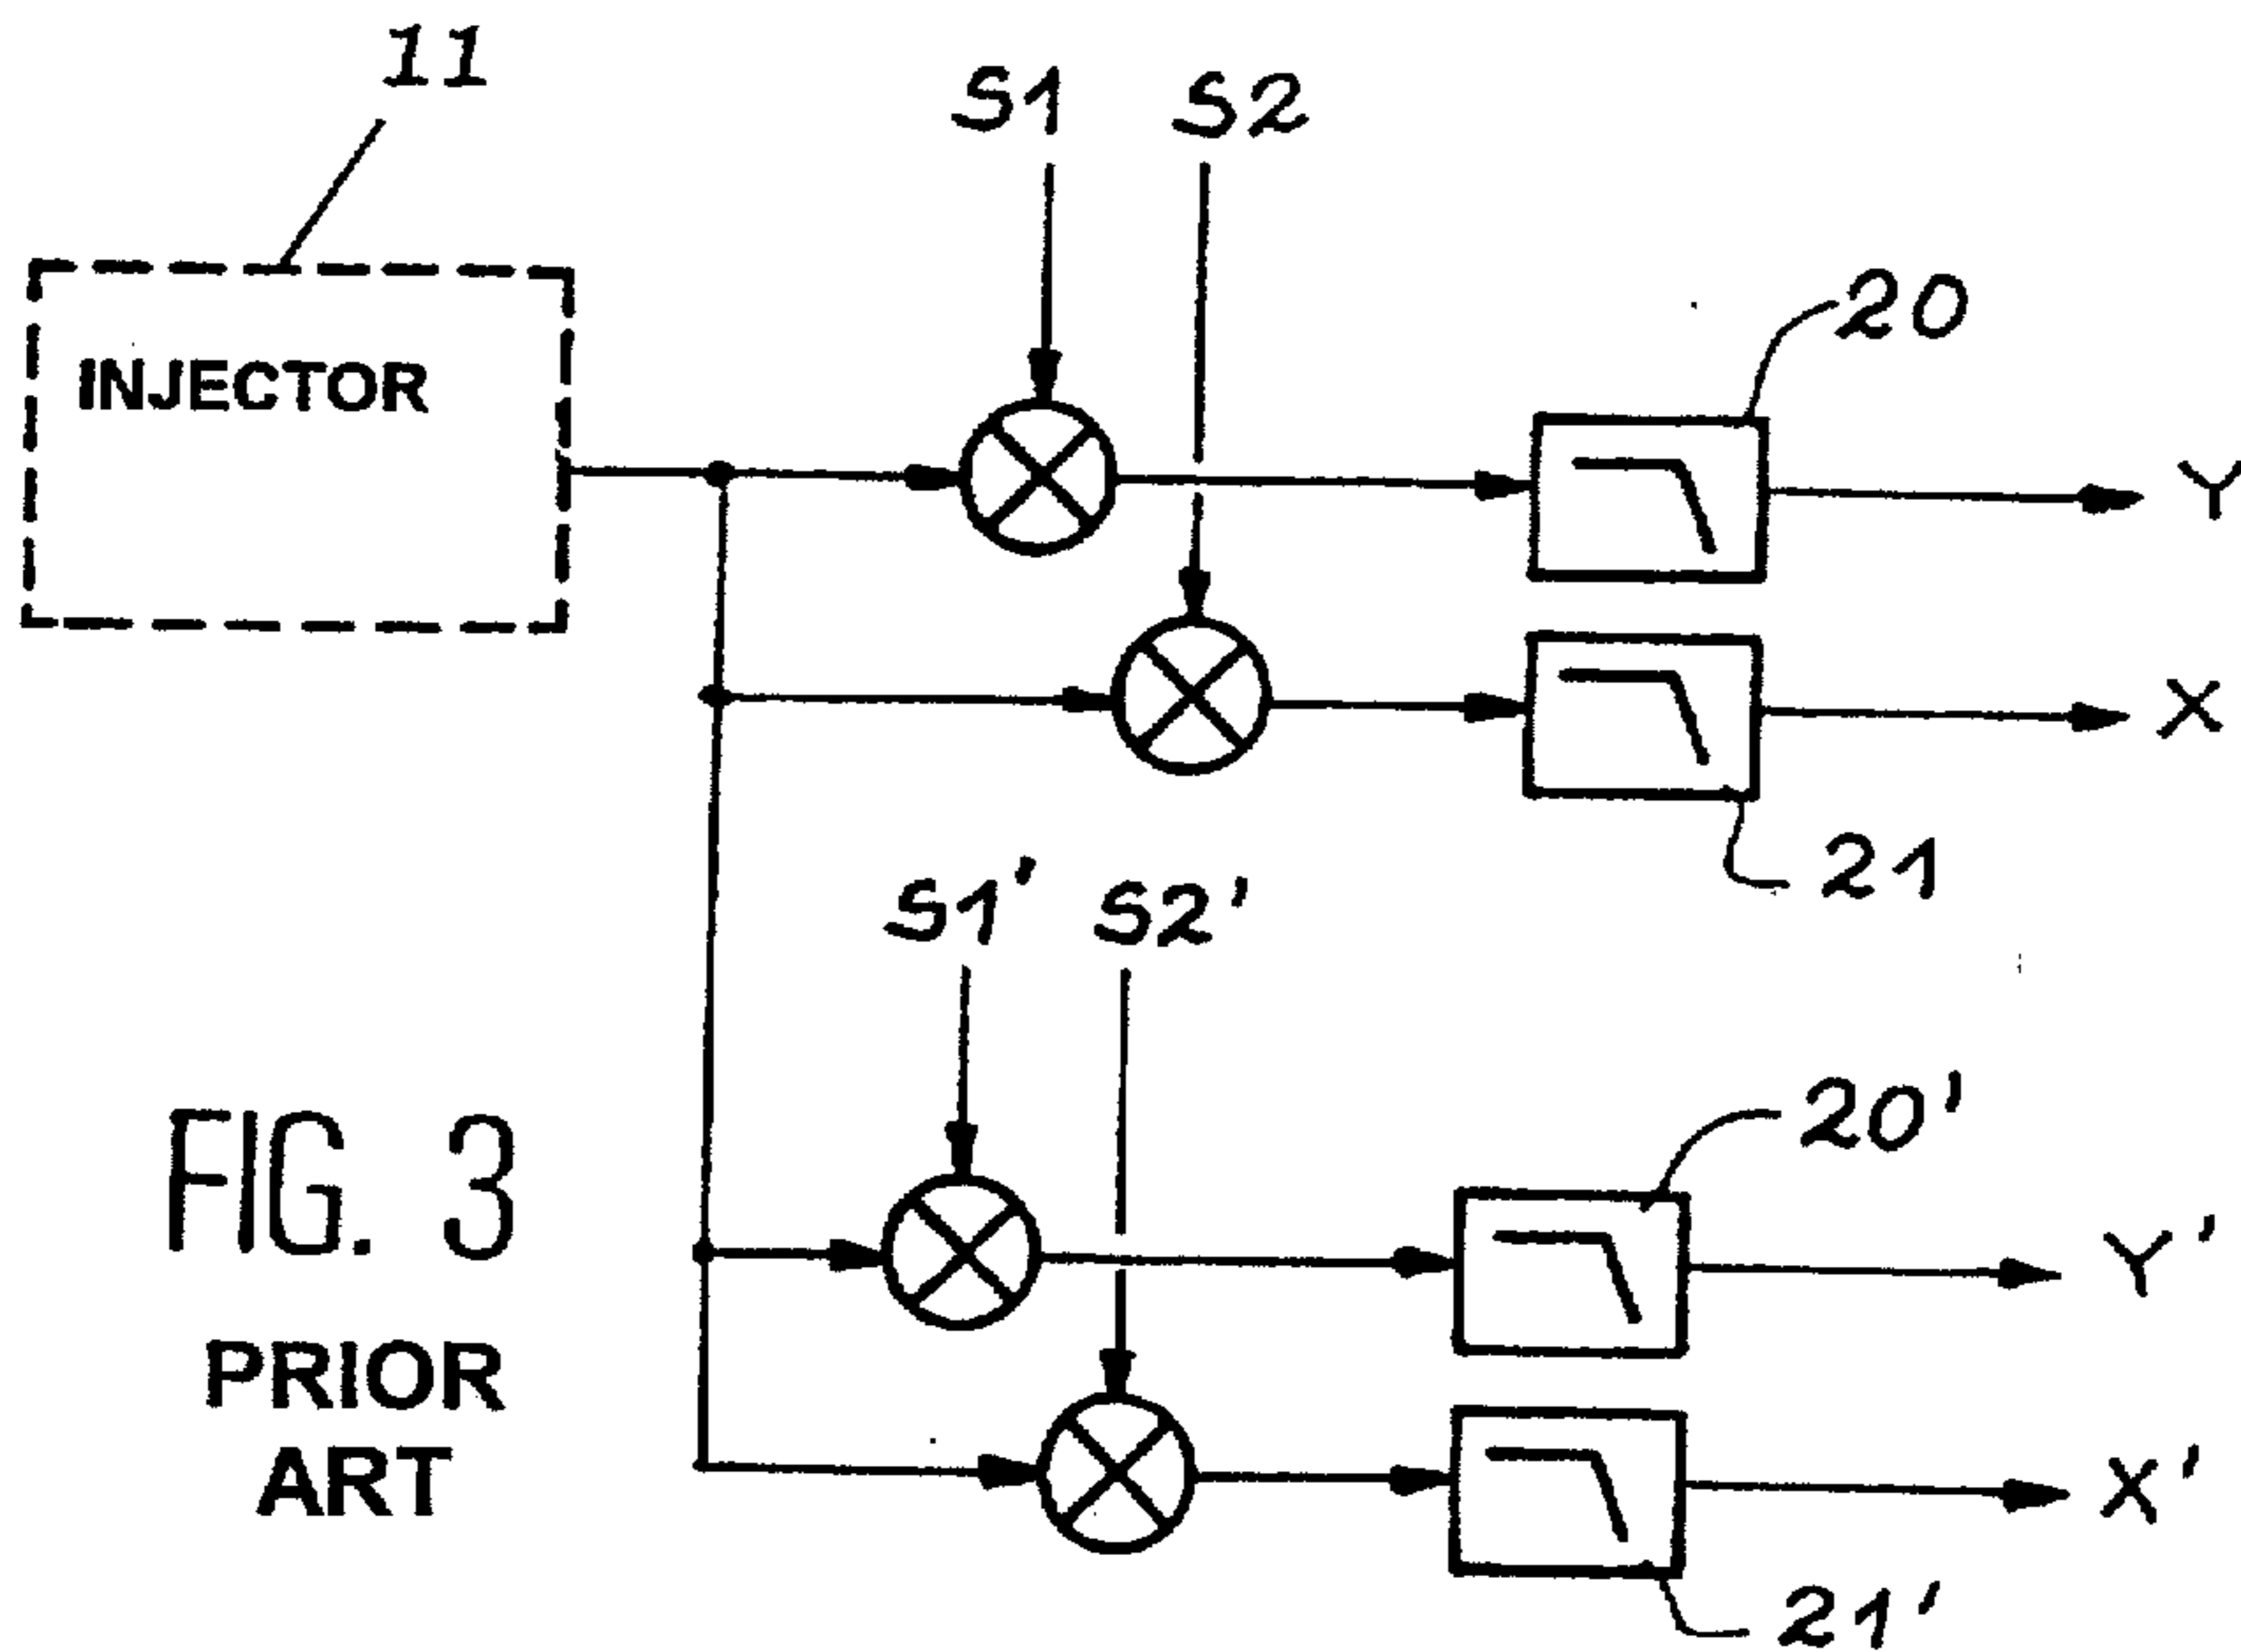 11
S1
S2
INJECTOR
20
Y
X
21
S1'
S2'
20'
Y'
FIG. 3
PRIOR
ART
X'
21'